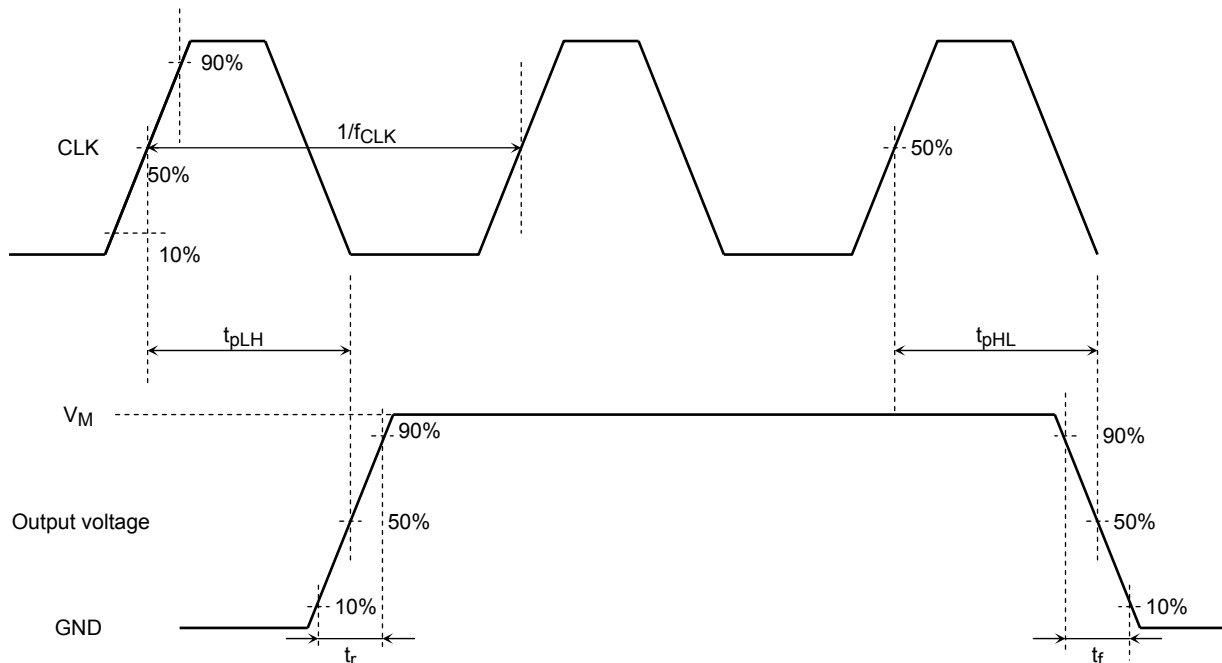 90%
1/fCLK
CLK
50%
50%
10%
tpLH
tpHL
VM
90%
90%
Output voltage
50%
50%
10%
10%
GND
tr
tf